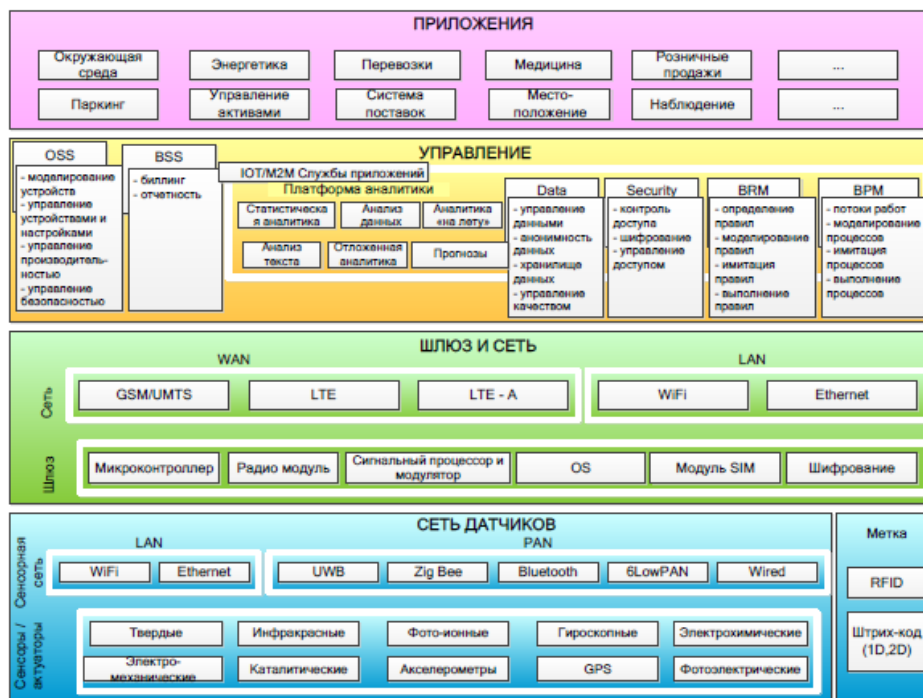 ПРИЛОЖЕНИЯ
Окружающая
среда
Энергетика
Перевозки
Медицина
Розничные
продажи
...
Паркинг
Управление
активами
Система
поставок
Место-
положение
Наблюдение
...
УПРАВЛЕНИЕ
OSS
- моделирование
устройств
- управление
устройствами и
настройками
- управление
производитель-
ностью
- управление
безопасностью
BSS
- биллинг
- отчетность
IOT/M2M Службы приложений
Платформа аналитики
Статистическа
я аналитика
Анализ
данных
Аналитика
«на лету»
Анализ
текста
Отложенная
аналитика
Прогнозы
Data
- управление
данными
- анонимность
данных
- хранилище
данных
- управление
качеством
Security
- контроль
доступа
- шифрование
- управление
доступом
BRM
- определение
правил
- моделирование
правил
- имитация
правил
- выполнение
правил
BPM
- потоки работ
- моделирование
процессов
- имитация
процессов
- выполнение
процессов
ШЛЮЗ И СЕТЬ
WAN
LAN
Сеть
GSM/UMTS
LTE
LTE - A
WiFi
Ethernet
Шлюз
Микроконтроллер
Радио модуль
Сигнальный процессор и
модулятор
OS
Модуль SIM
Шифрование
СЕТЬ ДАТЧИКОВ
LAN
PAN
Сенсорная
сеть
WiFi
Ethernet
UWB
Zig Bee
Bluetooth
6LowPAN
Wired
Сенсоры /
актуаторы
Твердые
Инфракрасные
Фото-ионные
Гироскопные
Электрохимические
Электро-
механические
Каталитические
Акселерометры
GPS
Фотоэлектрические
Метка
RFID
Штрих-код
(1D,2D)